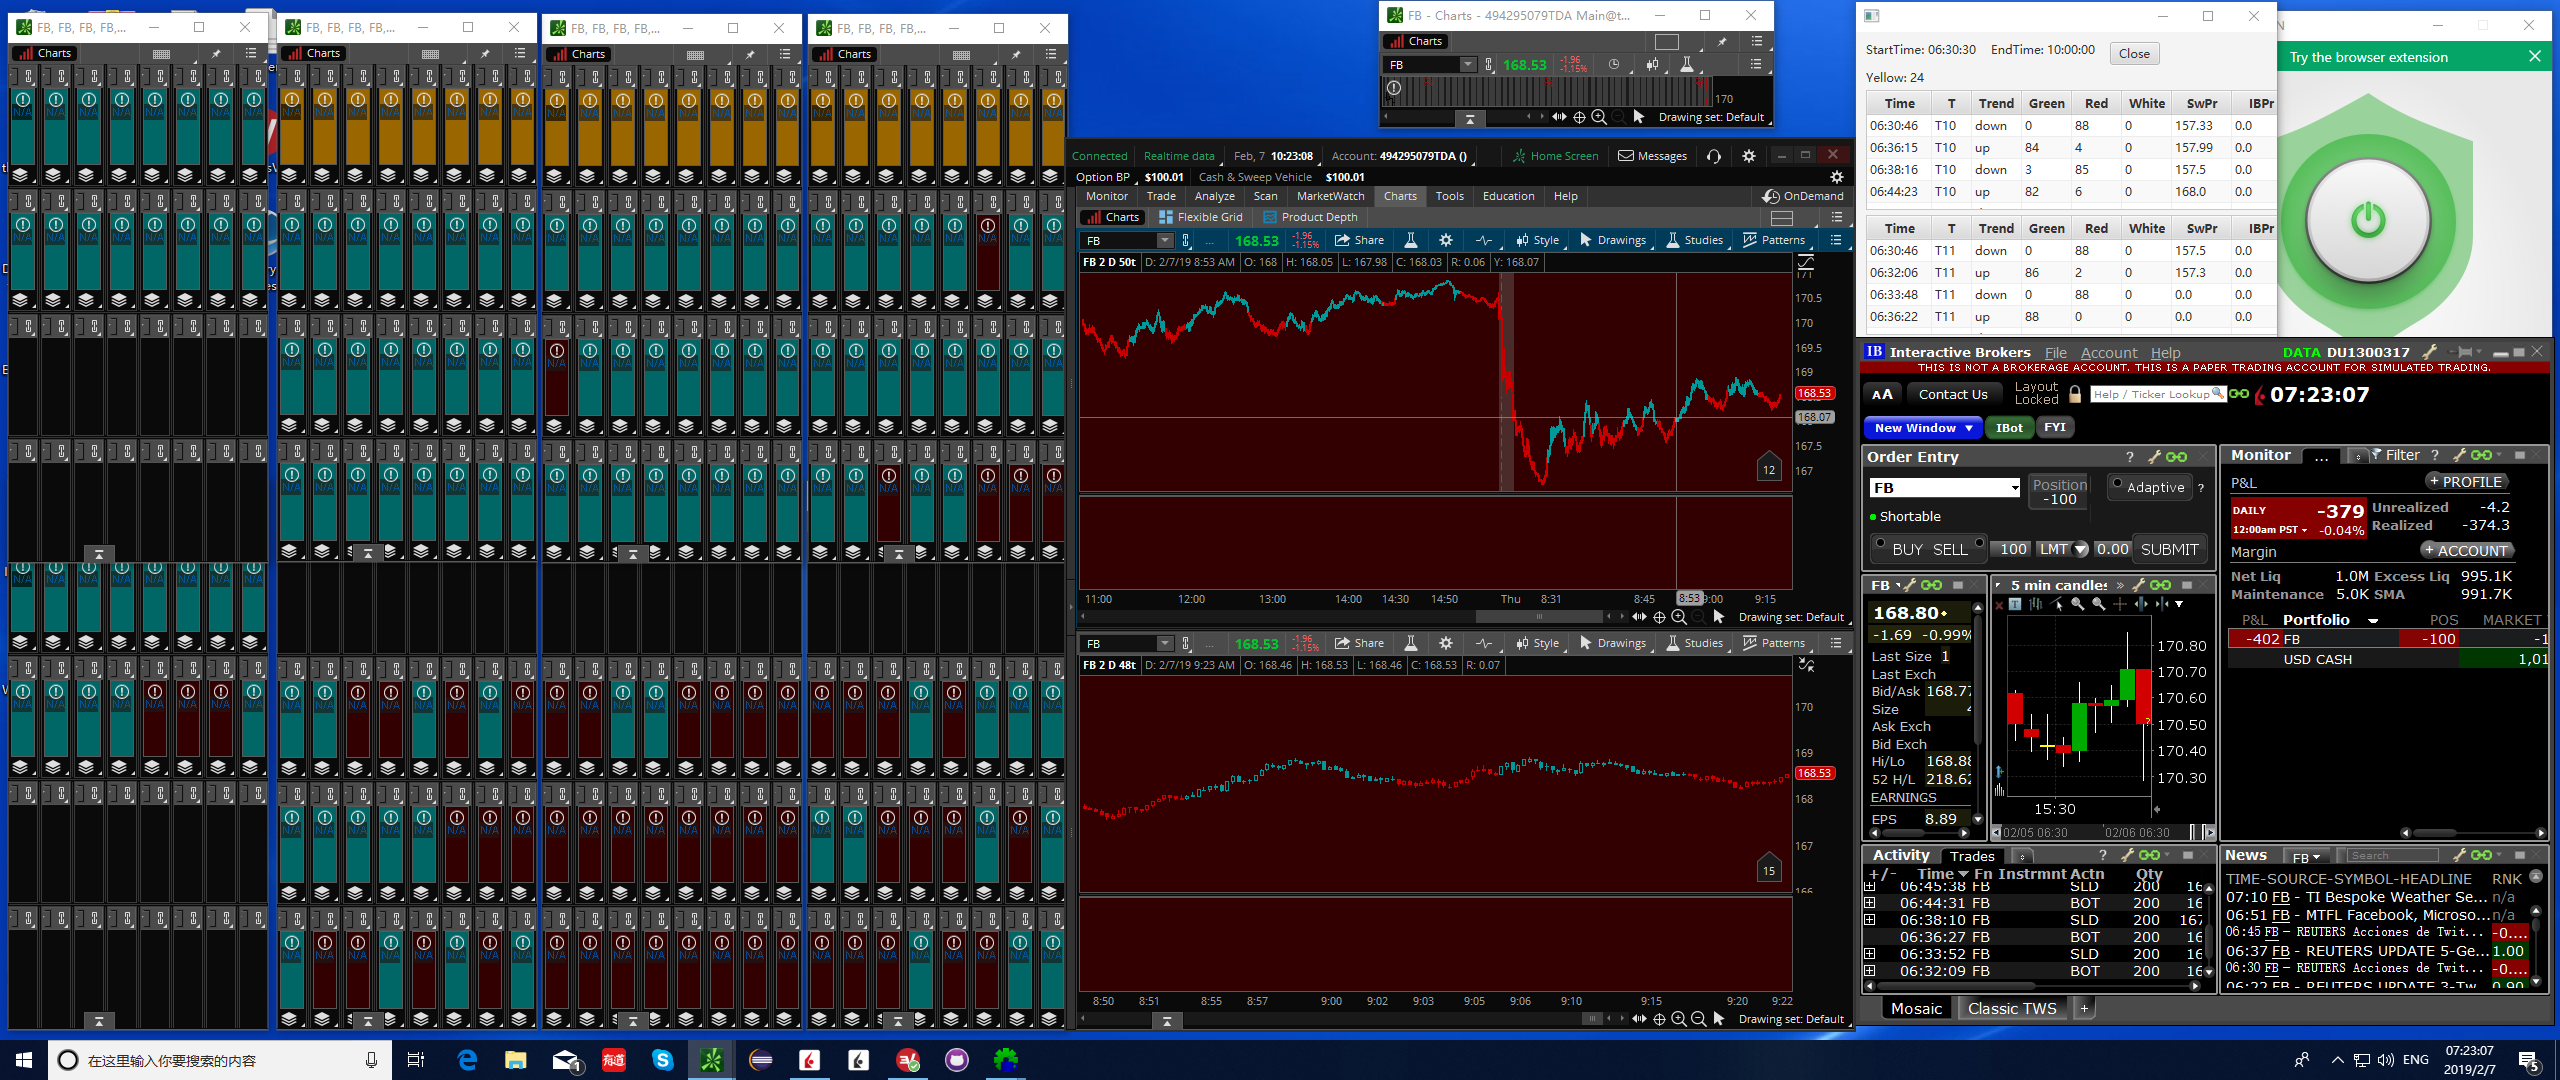 FB, FB, FB, FB,...
Charts
FB, FB, FB, FB,...
Charts
FB, FB, FB, FB,...
Charts
FB, FB, FB, FB,...
Charts
N/A
FB - Charts - 494295079TDA Main@t...
Charts
FB 168.53 -1.96 -1.15%
170
Drawing set: Default
Connected Realtime data Feb, 7 10:23:08 Account: 494295079TDA () Home Screen Messages
Option BP $100.01 Cash & Sweep Vehicle $100.01
Monitor Trade Analyze Scan MarketWatch Charts Tools Education Help OnDemand
Charts Flexible Grid Product Depth
FB ... 168.53 -1.96 -1.15% Share Style Drawings Studies Patterns
FB 2 D 50t D: 2/7/19 8:53 AM O: 168 H: 168.05 L: 167.98 C: 168.03 R: 0.06 Y: 168.07
171
170.5
170
169.5
169
168.53
168.07
167.5
167
12
11:00 12:00 13:00 14:00 14:30 14:50 Thu 8:31 8:45 8:53 9:00 9:15
Drawing set: Default
FB ... 168.53 -1.96 -1.15% Share Style Drawings Studies Patterns
FB 2 D 48t D: 2/7/19 9:23 AM O: 168.46 H: 168.53 L: 168.46 C: 168.53 R: 0.07
170
169
168.53
168
167
166
15
8:50 8:51 8:55 8:57 9:00 9:02 9:03 9:05 9:06 9:10 9:15 9:20 9:22
Drawing set: Default
StartTime: 06:30:30 EndTime: 10:00:00 Close
Yellow: 24
Time T Trend Green Red White SwPr IBPr
06:30:46 T10 down 0 88 0 157.33 0.0
06:36:15 T10 up 84 4 0 157.99 0.0
06:38:16 T10 down 3 85 0 157.5 0.0
06:44:23 T10 up 82 6 0 168.0 0.0
Time T Trend Green Red White SwPr IBPr
06:30:46 T11 down 0 88 0 157.5 0.0
06:32:06 T11 up 86 2 0 157.3 0.0
06:33:48 T11 down 0 88 0 0.0 0.0
06:36:22 T11 up 88 0 0 0.0 0.0
N
Try the browser extension
IB Interactive Brokers File Account Help DATA DU1300317
THIS IS NOT A BROKERAGE ACCOUNT. THIS IS A PAPER TRADING ACCOUNT FOR SIMULATED TRADING.
AA Contact Us Layout Locked Help / Ticker Lookup 07:23:07
New Window IBot FYI
Order Entry ?
FB Position -100 Adaptive ?
Shortable
BUY SELL 100 LMT 0.00 SUBMIT
FB
168.80
-1.69 -0.99%
Last Size 1
Last Exch
Bid/Ask 168.77
Size
Ask Exch
Bid Exch
Hi/Lo 168.88
52 H/L 218.62
EARNINGS
EPS 8.89
5 min candles
170.80
170.70
170.60
170.50
170.40
170.30
15:30
02/05 06:30 02/06 06:30
Monitor ... Filter ?
P&L + PROFILE
DAILY -379 Unrealized -4.2
12:00am PST -0.04% Realized -374.3
Margin + ACCOUNT
Net Liq 1.0M Excess Liq 995.1K
Maintenance 5.0K SMA 991.7K
P&L Portfolio POS MARKET
-402 FB -100 -1
USD CASH 1,01
Activity Trades ?
+/- Time Fn Instrmnt Actn Qty
06:45:38 FB SLD 200 16
06:44:31 FB BOT 200 16
06:38:10 FB SLD 200 167
06:36:27 FB BOT 200 16
06:33:52 FB SLD 200 16
06:32:09 FB BOT 200 16
News FB Search
TIME-SOURCE-SYMBOL-HEADLINE RNK
07:10 FB - TI Bespoke Weather Se... n/a
06:51 FB - MTFL Facebook, Microso... n/a
06:45 FB - REUTERS Acciones de Twit... -0....
06:37 FB - REUTERS UPDATE 5-Ge... 1.00
06:30 FB - REUTERS Acciones de Twit... -0....
06:22 FB - REUTERS UPDATE 3-Tw... 0.90
Mosaic Classic TWS +
在这里输入你要搜索的内容
1
有道
ENG
07:23:07
2019/2/7
5